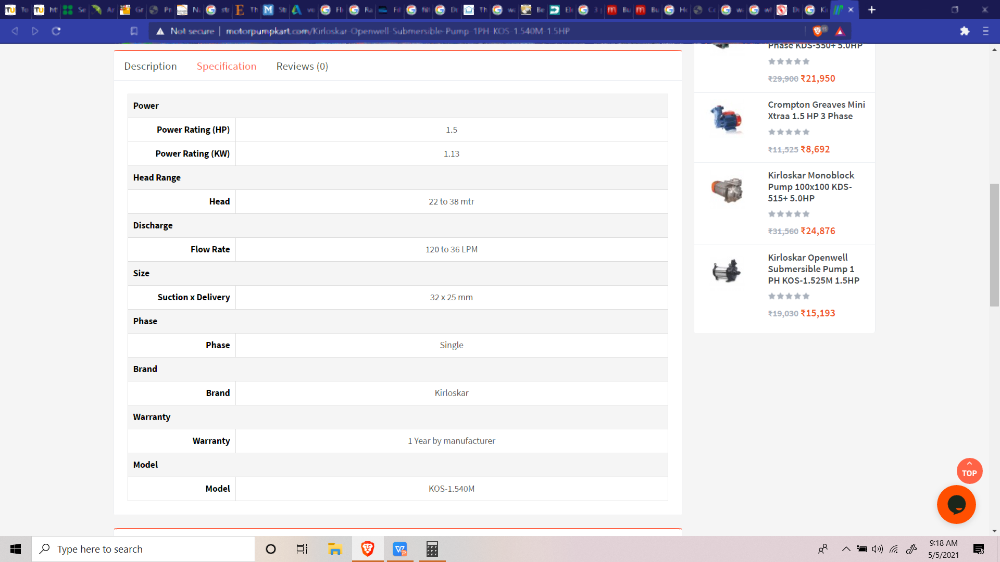 Not secure
motorpumpkart.com/Kirloskar-Openwell-Submersible-Pump-1PH-KOS-1.540M-1.5HP
Description
Specification
Reviews (0)
Power
Power Rating (HP)
1.5
Power Rating (KW)
1.13
Head Range
Head
22 to 38 mtr
Discharge
Flow Rate
120 to 36 LPM
Size
Suction x Delivery
32 x 25 mm
Phase
Phase
Single
Brand
Brand
Kirloskar
Warranty
Warranty
1 Year by manufacturer
Model
Model
KOS-1.540M
Phase KDS-550+ 5.0HP
₹29,900 ₹21,950
Crompton Greaves Mini
Xtraa 1.5 HP 3 Phase
₹11,525 ₹8,692
Kirloskar Monoblock
Pump 100x100 KDS-
515+ 5.0HP
₹31,560 ₹24,876
Kirloskar Openwell
Submersible Pump 1
PH KOS-1.525M 1.5HP
₹19,030 ₹15,193
TOP
Type here to search
9:18 AM
5/5/2021